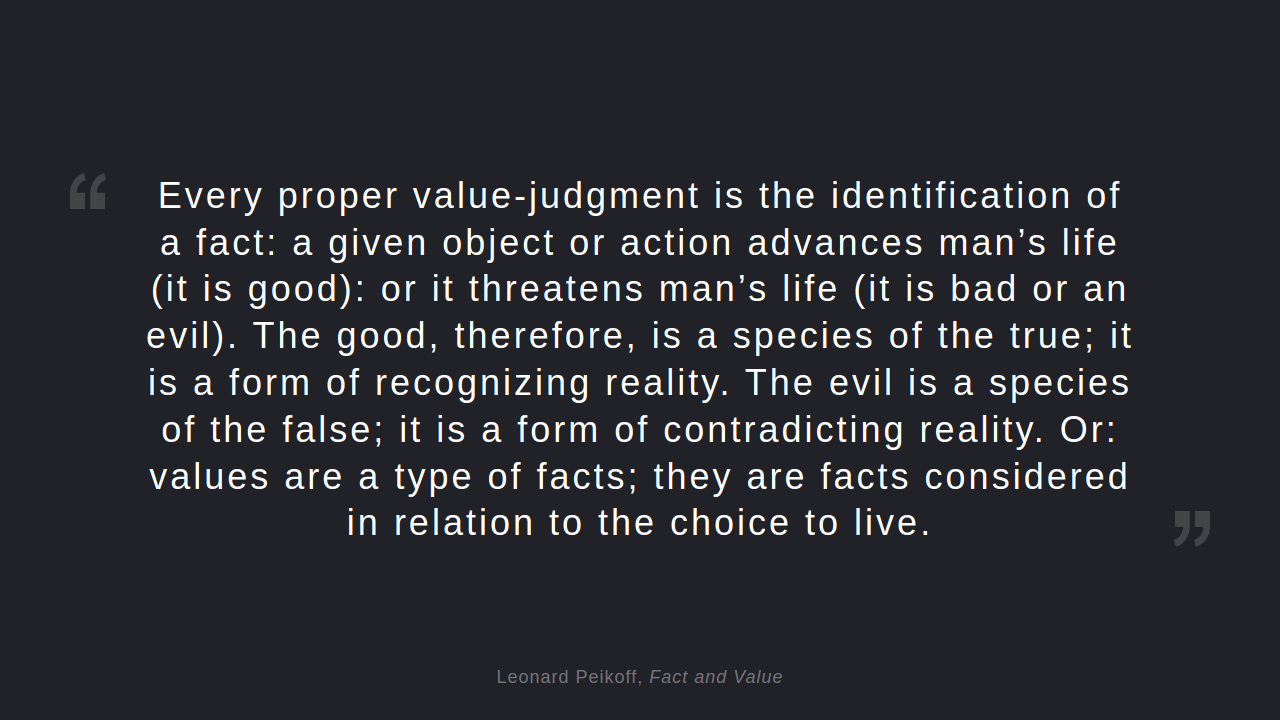 “
Every proper value-judgment is the identification of
a fact: a given object or action advances man’s life
(it is good): or it threatens man’s life (it is bad or an
evil). The good, therefore, is a species of the true; it
is a form of recognizing reality. The evil is a species
of the false; it is a form of contradicting reality. Or:
values are a type of facts; they are facts considered
in relation to the choice to live.
”
Leonard Peikoff, Fact and Value